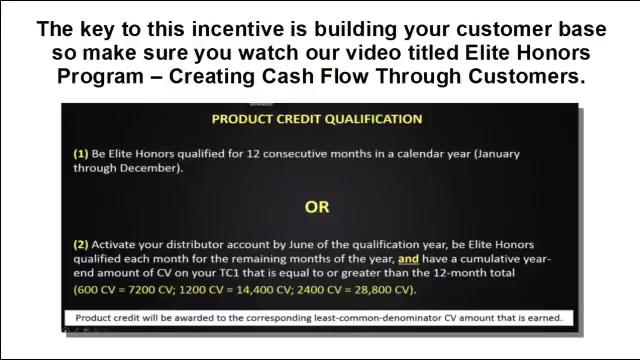 The key to this incentive is building your customer base
so make sure you watch our video titled Elite Honors
Program – Creating Cash Flow Through Customers.
PRODUCT CREDIT QUALIFICATION
(1) Be Elite Honors qualified for 12 consecutive months in a calendar year (January
through December).
OR
(2) Activate your distributor account by June of the qualification year, be Elite Honors
qualified each month for the remaining months of the year, and have a cumulative year-
end amount of CV on your TC1 that is equal to or greater than the 12-month total
(600 CV = 7200 CV; 1200 CV = 14,400 CV; 2400 CV = 28,800 CV).
Product credit will be awarded to the corresponding least-common-denominator CV amount that is earned.